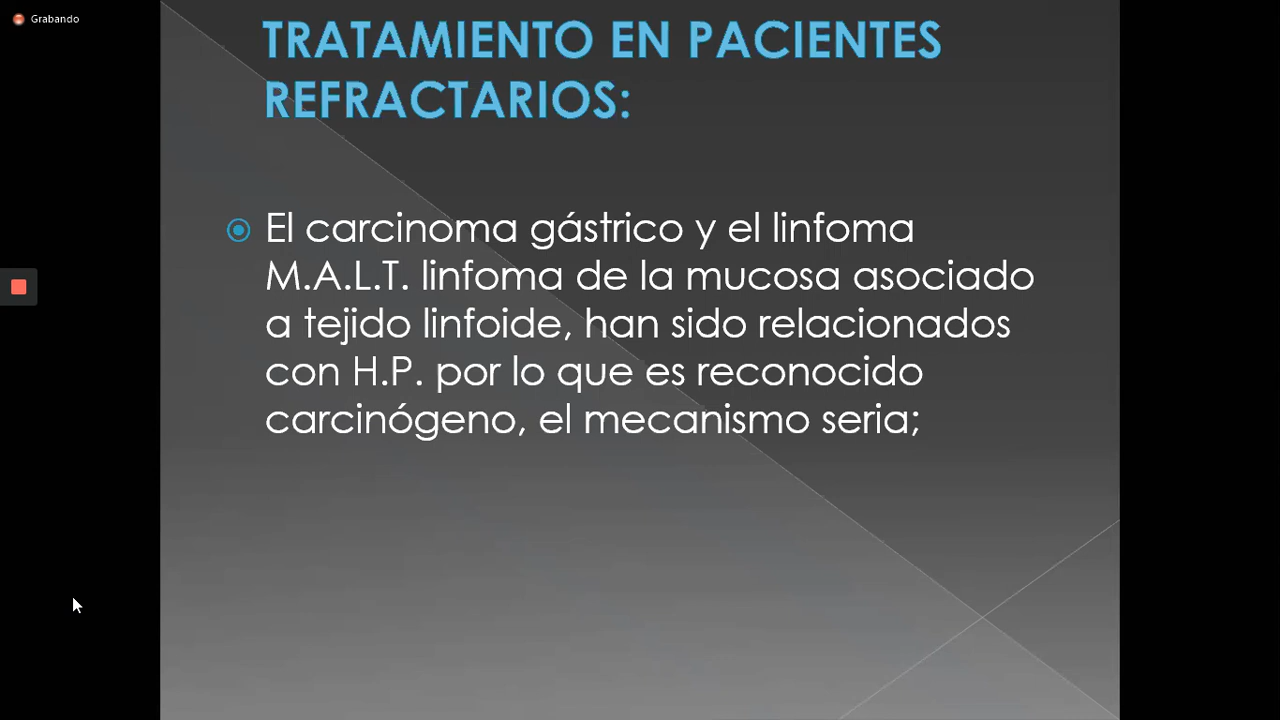 Grabando
TRATAMIENTO EN PACIENTES
REFRACTARIOS:
El carcinoma gástrico y el linfoma
M.A.L.T. linfoma de la mucosa asociado
a tejido linfoide, han sido relacionados
con H.P. por lo que es reconocido
carcinógeno, el mecanismo seria;